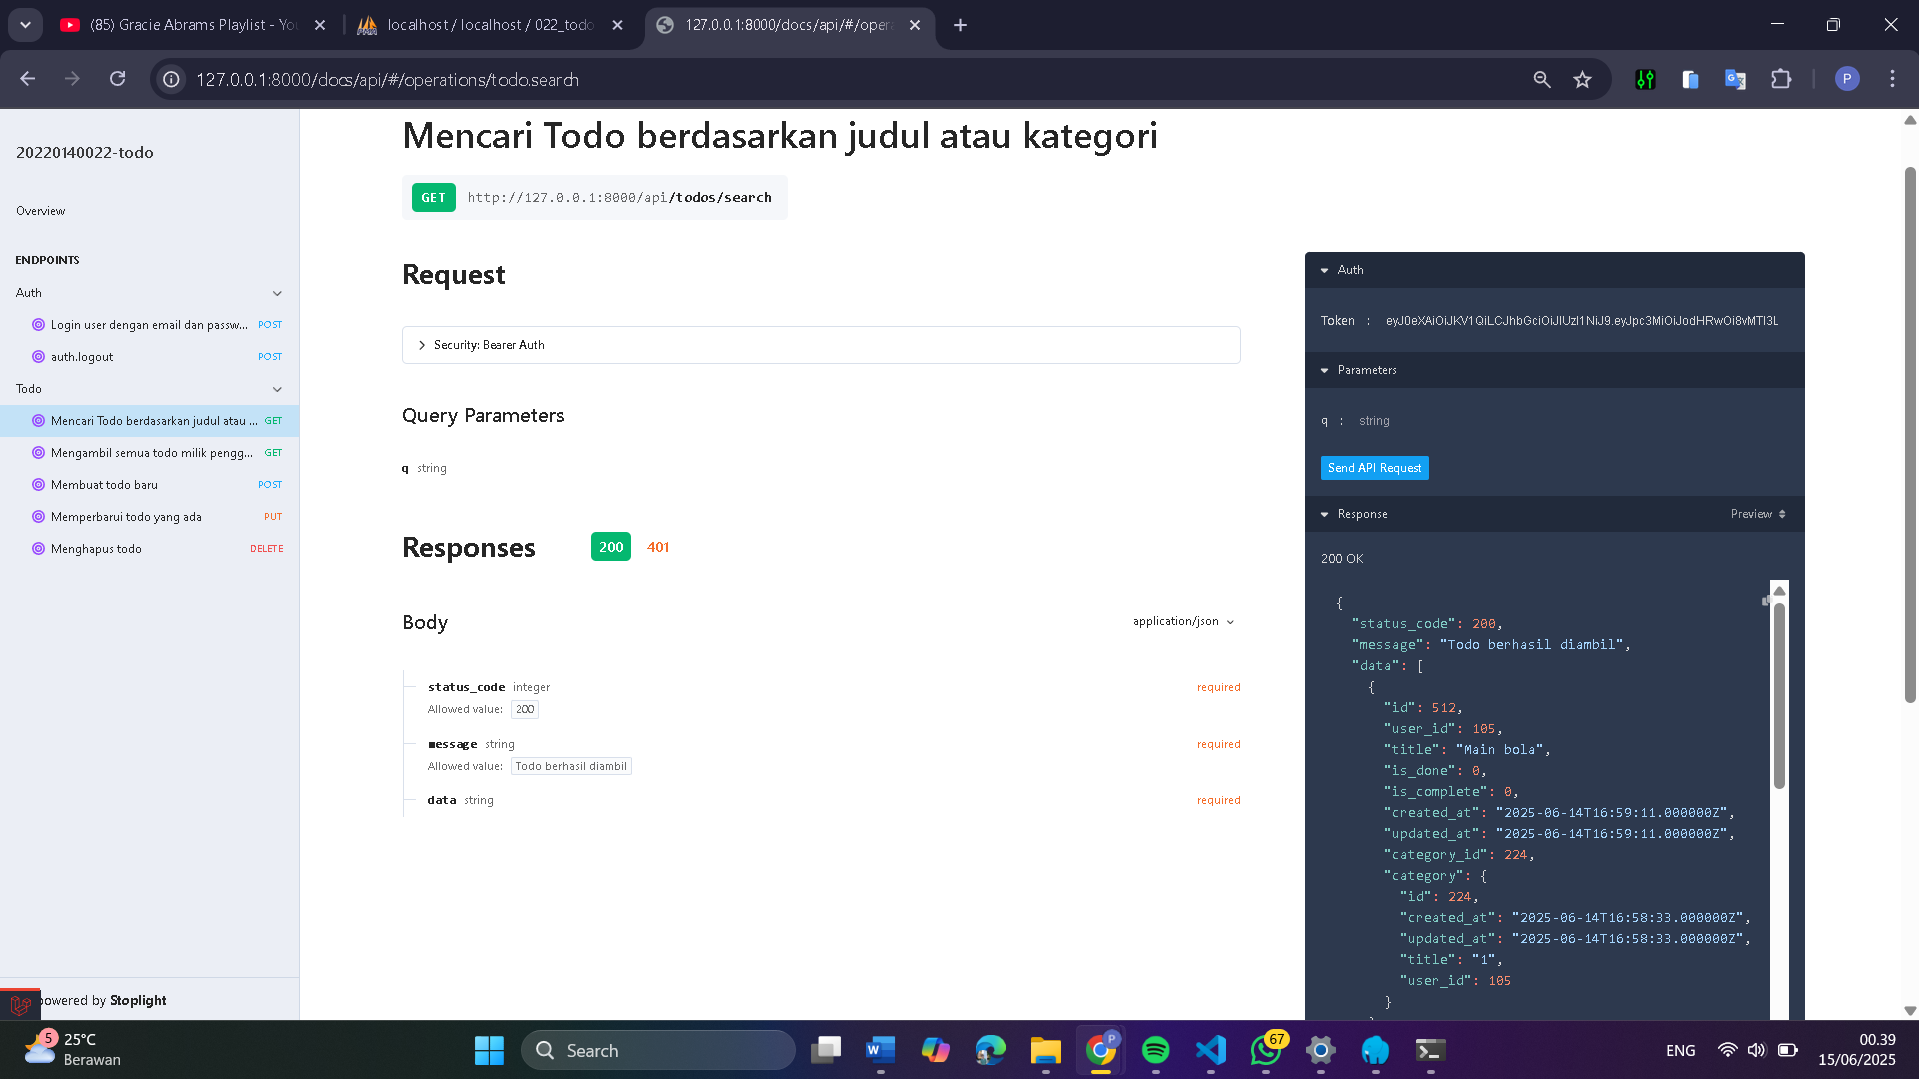 (85) Gracie Abrams Playlist - You
localhost / localhost / 022_todo
127.0.0.1:8000/docs/api/#/opera
127.0.0.1:8000/docs/api/#/operations/todo.search
P
20220140022-todo
Overview
ENDPOINTS
Auth
Login user dengan email dan passw... POST
auth.logout POST
Todo
Mencari Todo berdasarkan judul atau ... GET
Mengambil semua todo milik pengg... GET
Membuat todo baru POST
Memperbarui todo yang ada PUT
Menghapus todo DELETE
powered by Stoplight
Mencari Todo berdasarkan judul atau kategori
GET http://127.0.0.1:8000/api/todos/search
Request
Security: Bearer Auth
Query Parameters
q string
Responses 200 401
Body application/json
status_code integer required
Allowed value: 200
message string required
Allowed value: Todo berhasil diambil
data string required
Auth
Token :
Parameters
q : string
Send API Request
Response Preview
200 OK
{
"status_code": 200,
"message": "Todo berhasil diambil",
"data": [
{
"id": 512,
"user_id": 105,
"title": "Main bola",
"is_done": 0,
"is_complete": 0,
"created_at": "2025-06-14T16:59:11.000000Z",
"updated_at": "2025-06-14T16:59:11.000000Z",
"category_id": 224,
"category": {
"id": 224,
"created_at": "2025-06-14T16:58:33.000000Z",
"updated_at": "2025-06-14T16:58:33.000000Z",
"title": "1",
"user_id": 105
}
5
25°C
Berawan
Search
P
67
ENG
00.39
15/06/2025